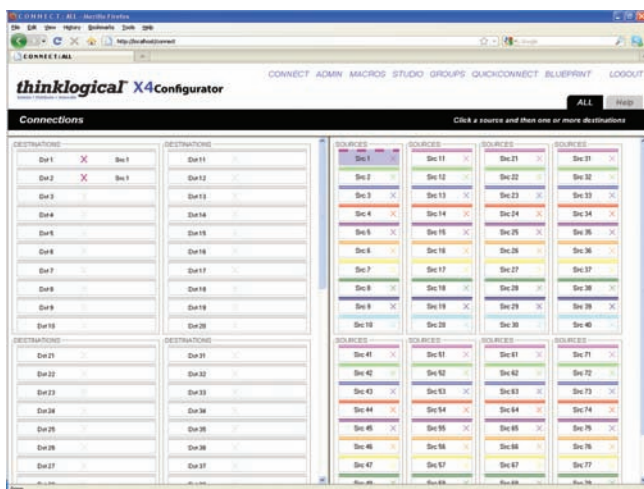 CONNECT: ALL - Mozilla Firefox
File Edit View History Bookmarks Tools Help
http://localhost/connect
CONNECT: ALL
thinklogical X4Configurator
CONNECT ADMIN MACROS STUDIO GROUPS QUICKCONNECT BLUEPRINT LOGOUT
ALL Help
Connections Click a source and then one or more destinations
DESTINATIONS DESTINATIONS SOURCES SOURCES SOURCES SOURCES
Dst 1 X Src 1 Dst 11 Src 1 X Src 11 X Src 21 X Src 31 X
Dst 2 X Src 1 Dst 12 Src 2 X Src 12 X Src 22 X Src 32 X
Dst 3 Dst 13 Src 3 X Src 13 X Src 23 X Src 33 X
Dst 4 Dst 14 Src 4 X Src 14 X Src 24 X Src 34 X
Dst 5 Dst 15 Src 5 X Src 15 X Src 25 X Src 35 X
Dst 6 Dst 16 Src 6 X Src 16 X Src 26 X Src 36 X
Dst 7 Dst 17 Src 7 Src 17 Src 27 Src 37
Dst 8 Dst 18 Src 8 X Src 18 X Src 28 X Src 38 X
Dst 9 Dst 19 Src 9 X Src 19 X Src 29 X Src 39 X
Dst 10 Dst 20 Src 10 Src 20 Src 30 Src 40
DESTINATIONS DESTINATIONS SOURCES SOURCES SOURCES SOURCES
Dst 21 Dst 31 Src 41 X Src 51 X Src 61 X Src 71 X
Dst 22 Dst 32 Src 42 X Src 52 X Src 62 X Src 72 X
Dst 23 Dst 33 Src 43 X Src 53 X Src 63 X Src 73 X
Dst 24 Dst 34 Src 44 X Src 54 X Src 64 X Src 74 X
Dst 25 Dst 35 Src 45 X Src 55 X Src 65 X Src 75 X
Dst 26 Dst 36 Src 46 X Src 56 X Src 66 X Src 76 X
Dst 27 Dst 37 Src 47 Src 57 Src 67 Src 77